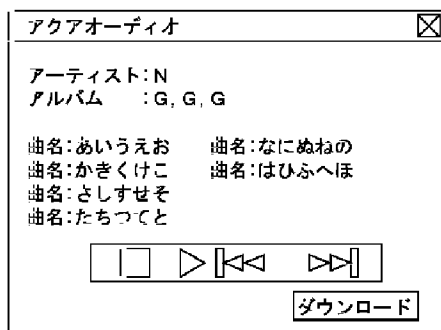 アクアオーディオ
アーティスト:N
アルバム　:G, G, G
曲名:あいうえお　曲名:なにぬねの
曲名:かきくけこ　曲名:はひふへほ
曲名:さしすせそ
曲名:たちつてと
ダウンロード